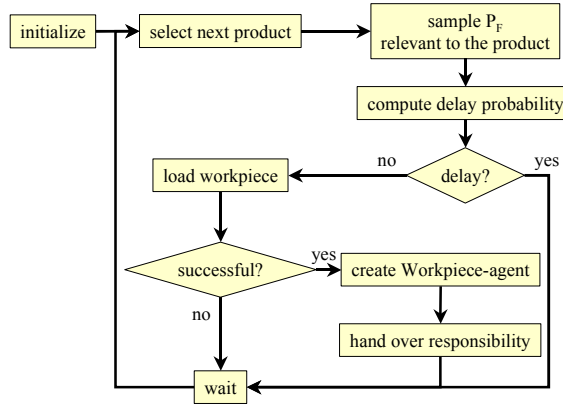 initialize
select next product
sample P_F
relevant to the product
compute delay probability
delay?
no
yes
load workpiece
successful?
yes
create Workpiece-agent
no
hand over responsibility
wait